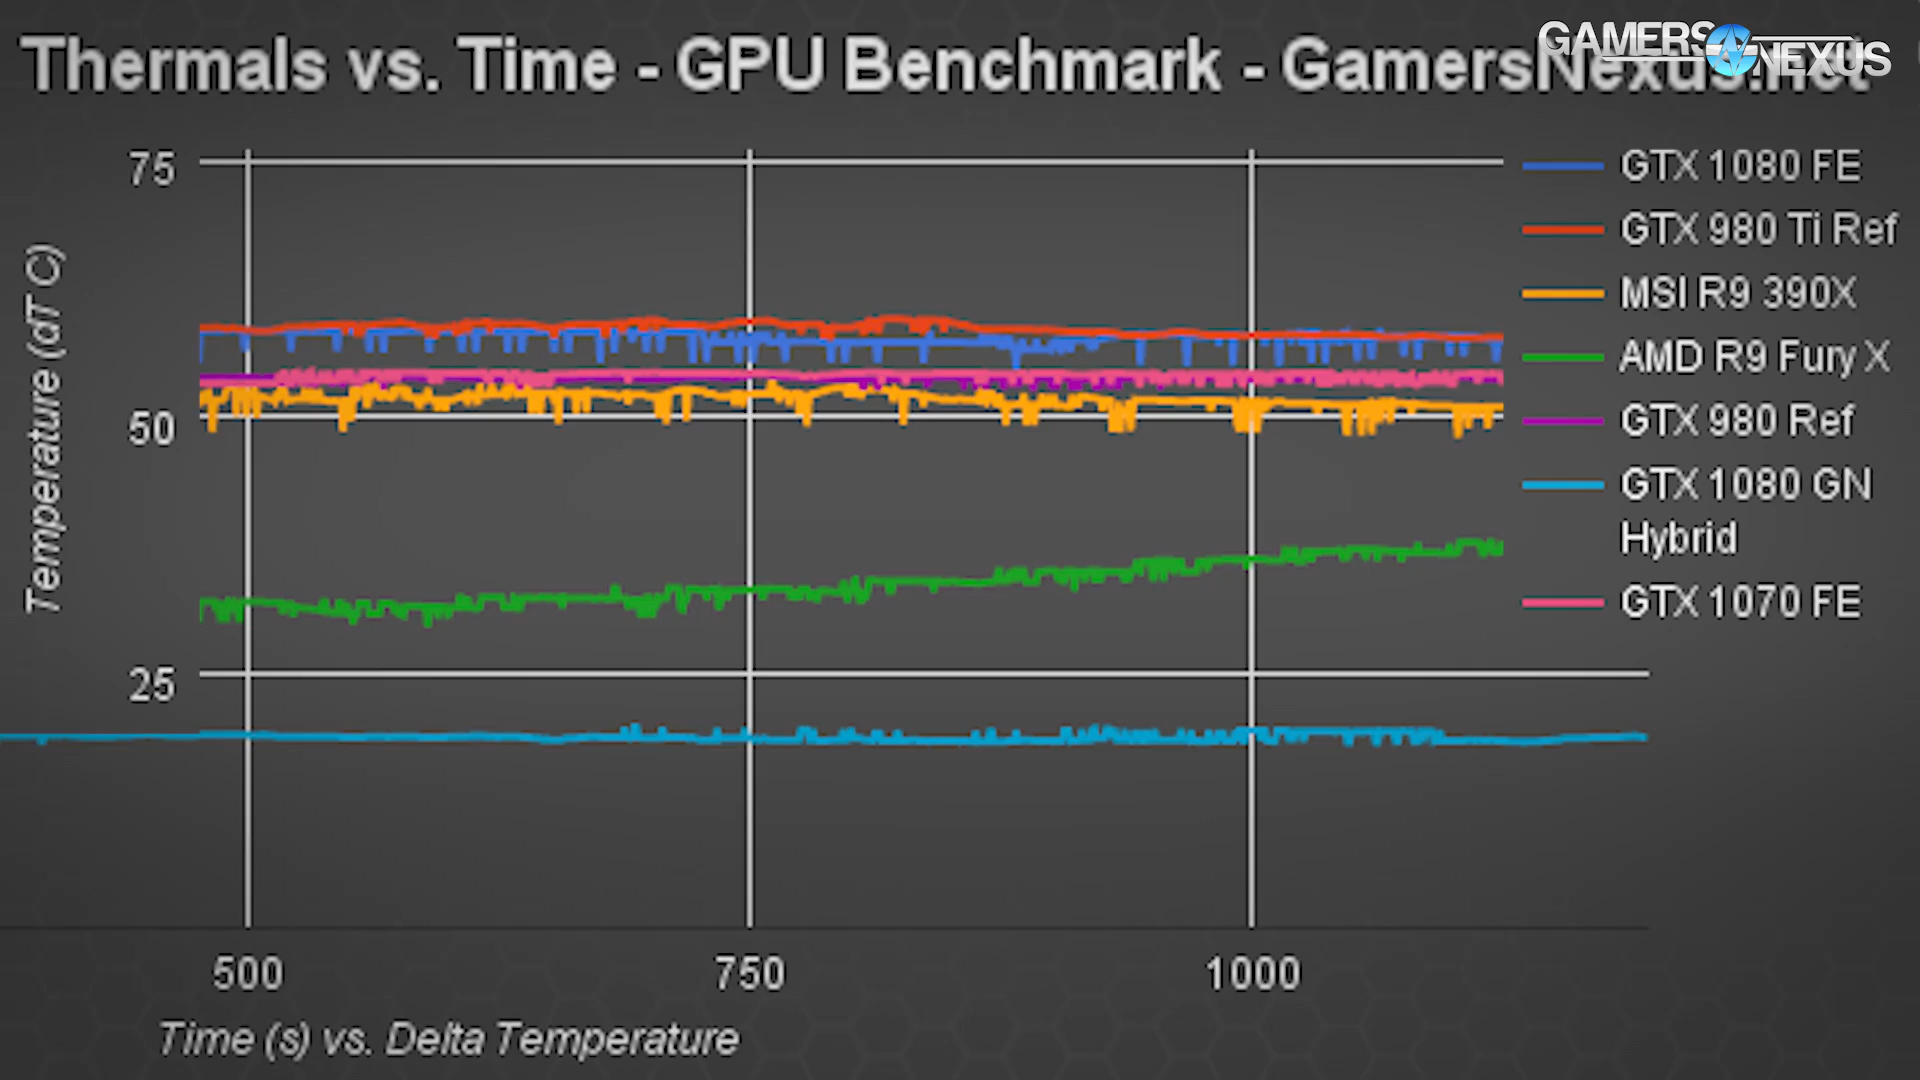 Thermals vs. Time - GPU Benchmark - GamersNexus.net
GAMERS NEXUS
75
50
25
Temperature (dT C)
500 750 1000
Time (s) vs. Delta Temperature
GTX 1080 FE
GTX 980 Ti Ref
MSI R9 390X
AMD R9 Fury X
GTX 980 Ref
GTX 1080 GN
Hybrid
GTX 1070 FE